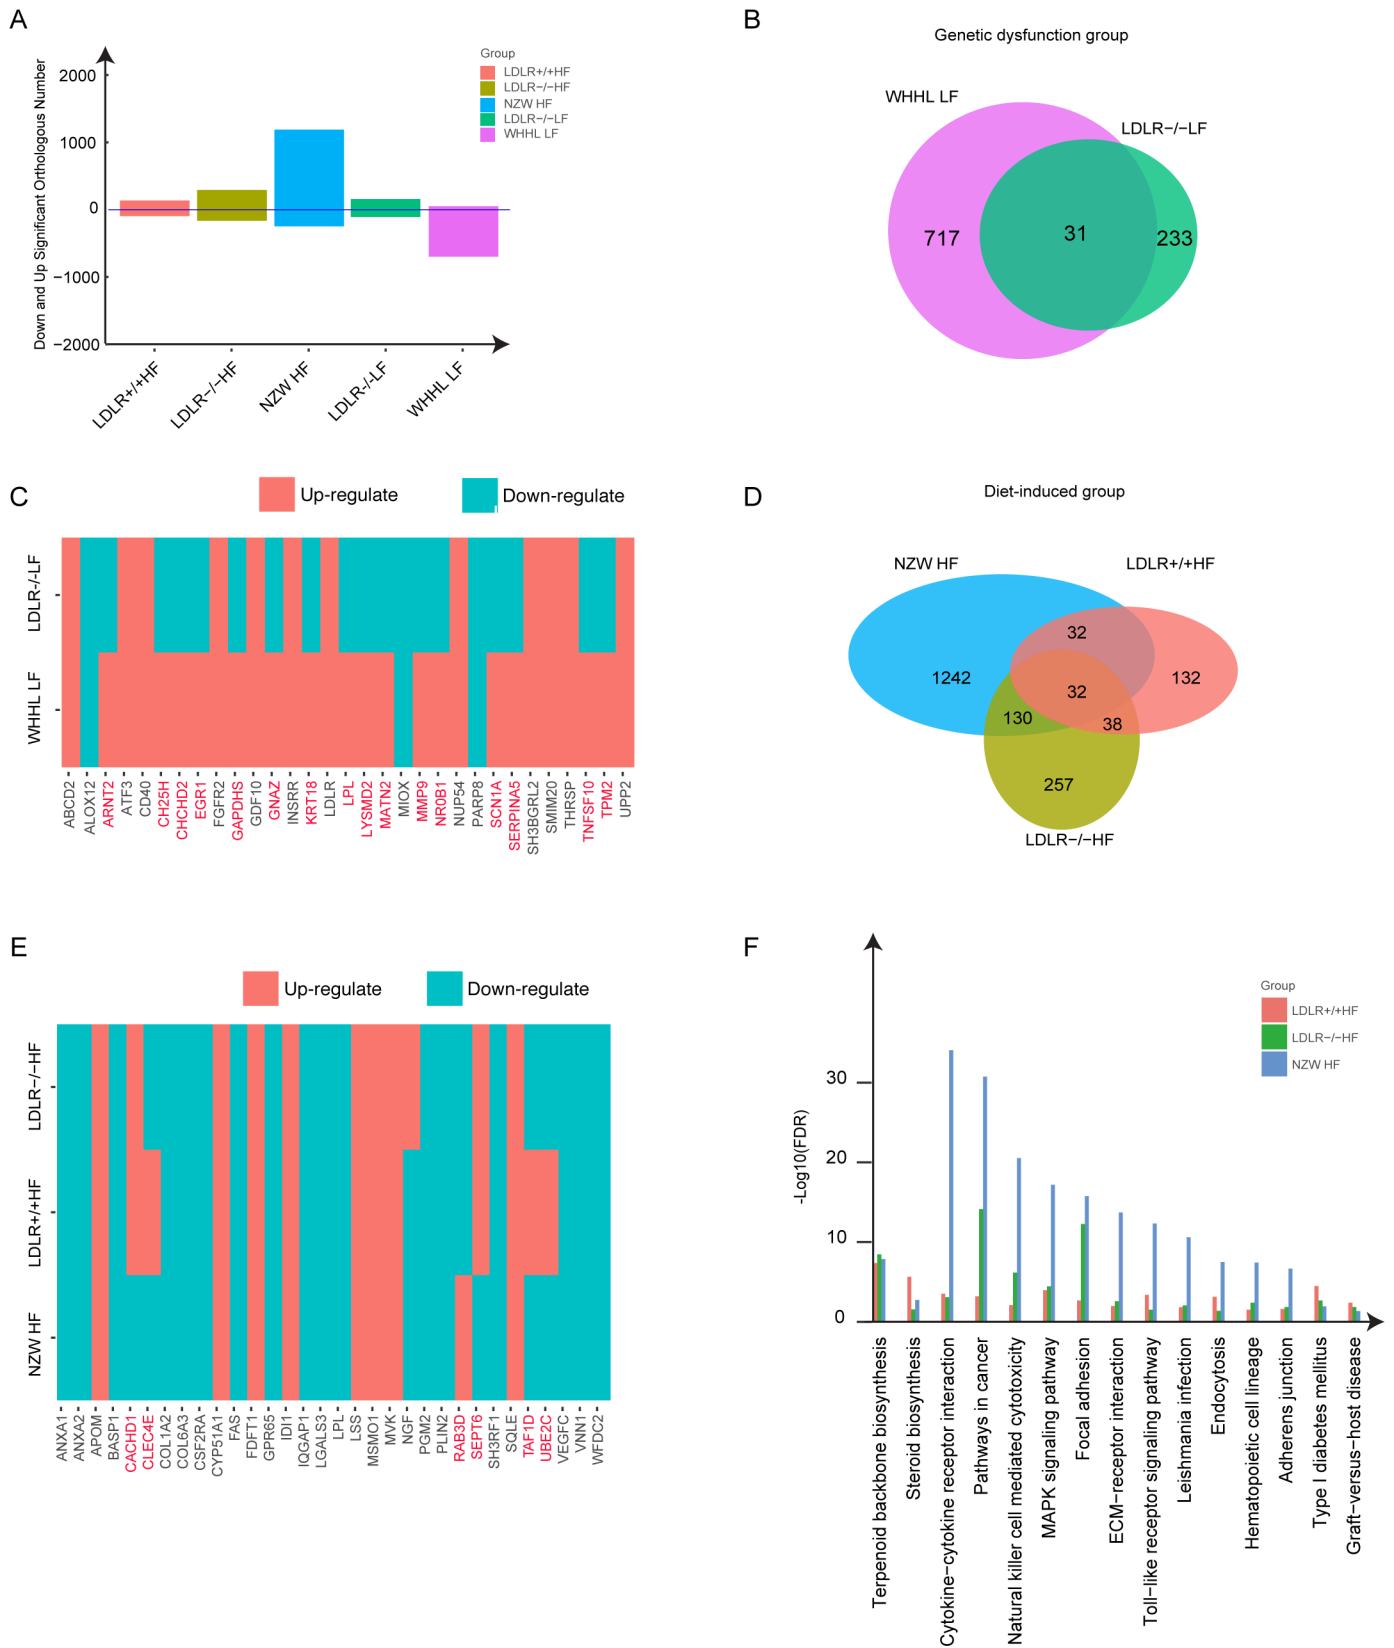 A
Down and Up Significant Orthologous Number
2000
1000
0
−1000
−2000
LDLR+/+HF
LDLR−/−HF
NZW HF
LDLR-/-LF
WHHL LF
Group
LDLR+/+HF
LDLR−/−HF
NZW HF
LDLR−/−LF
WHHL LF
B
Genetic dysfunction group
WHHL LF
LDLR−/−LF
717
31
233
C
Up-regulate
Down-regulate
LDLR-/-LF
WHHL LF
ABCD2
ALOX12
ARNT2
ATF3
CD40
CH25H
CHCHD2
EGR1
FGFR2
GAPDHS
GDF10
GNAZ
INSRR
KRT18
LDLR
LPL
LYSMD2
MATN2
MIOX
MMP9
NR0B1
NUP54
PARP8
SCN1A
SERPINA5
SH3BGRL2
SMIM20
THRSP
TNFSF10
TPM2
UPP2
D
Diet-induced group
NZW HF
LDLR+/+HF
32
1242
132
32
130
38
257
LDLR−/−HF
E
Up-regulate
Down-regulate
LDLR−/−HF
LDLR+/+HF
NZW HF
ANXA1
ANXA2
APOM
BASP1
CACHD1
CLEC4E
COL1A2
COL6A3
CSF2RA
CYP51A1
FAS
FDFT1
GPR65
IDI1
IQGAP1
LGALS3
LPL
LSS
MSMO1
MVK
NGF
PGM2
PLIN2
RAB3D
SEPT6
SH3RF1
SQLE
TAF1D
UBE2C
VEGFC
VNN1
WFDC2
F
Group
LDLR+/+HF
LDLR−/−HF
NZW HF
-Log10(FDR)
30
20
10
0
Terpenoid backbone biosynthesis
Steroid biosynthesis
Cytokine−cytokine receptor interaction
Pathways in cancer
Natural killer cell mediated cytotoxicity
MAPK signaling pathway
Focal adhesion
ECM−receptor interaction
Toll−like receptor signaling pathway
Leishmania infection
Endocytosis
Hematopoietic cell lineage
Adherens junction
Type I diabetes mellitus
Graft−versus−host disease